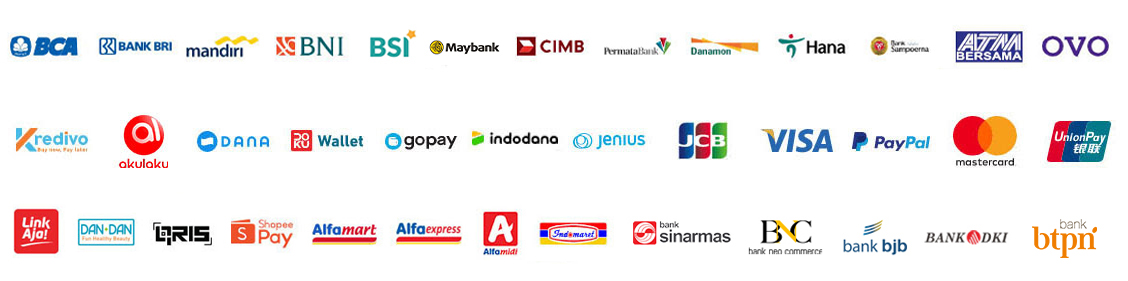 BCA
BANK BRI
mandiri
BNI
BSI
Maybank
CIMB
PermataBank
Danamon
Hana
Bank Sampoerna
ATM
BERSAMA
OVO
Kredivo
Buy now, Pay later
akulaku
DANA
DOKU Wallet
gopay
indodana
jenius
JCB
VISA
PayPal
mastercard
UnionPay
银联
Link
Aja!
DAN+DAN
Fun Healthy Beauty
QRIS
Shopee
Pay
Alfamart
Alfaexpress
Alfamidi
Indomaret
bank
sinarmas
BNC
bank neo commerce
bank bjb
BANK DKI
bank
btpn